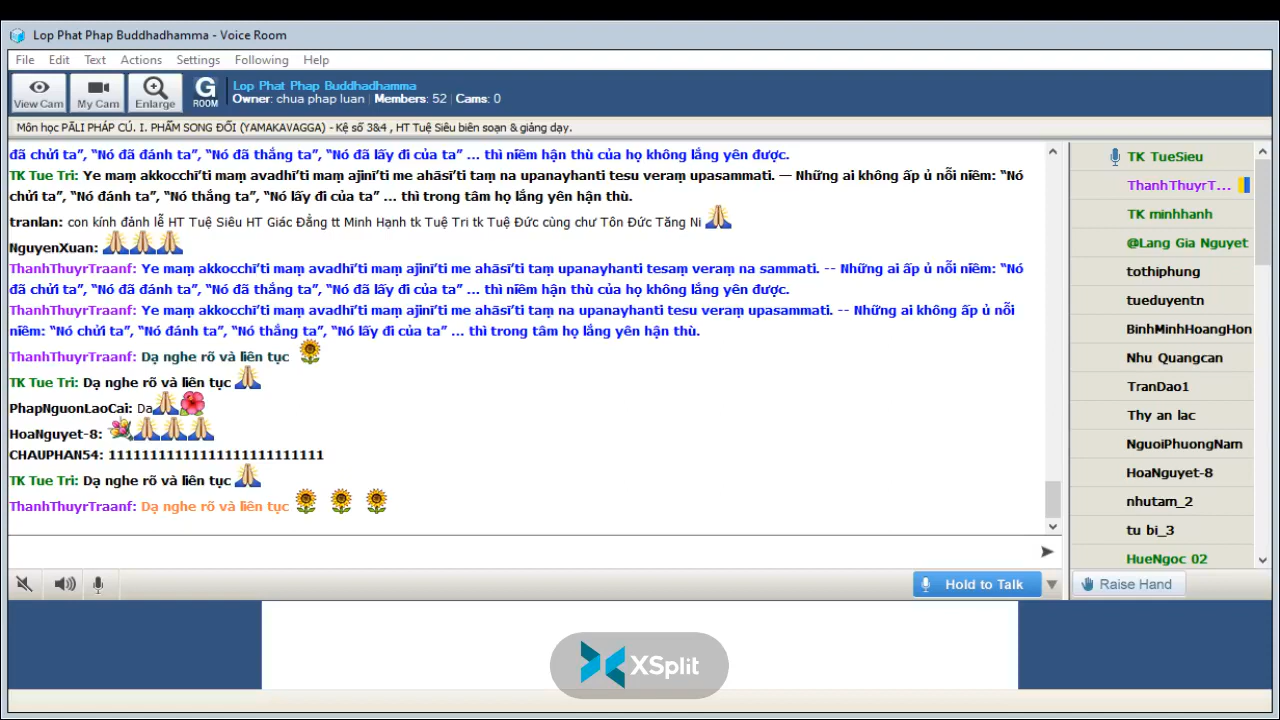 Lop Phat Phap Buddhadhamma - Voice Room
File Edit Text Actions Settings Following Help
View Cam My Cam Enlarge G ROOM
Lop Phat Phap Buddhadhamma
Owner: chua phap luan | Members: 52 | Cams: 0
Môn học PĀLI PHÁP CÚ. I. PHẨM SONG ĐỐI (YAMAKAVAGGA) - Kệ số 3&4 , HT Tuệ Siêu biên soạn & giảng dạy.
đã chửi ta”, “Nó đã đánh ta”, “Nó đã thắng ta”, “Nó đã lấy đi của ta” ... thì niềm hận thù của họ không lắng yên được.
TK Tue Tri: Ye maṃ akkocchi’ti maṃ avadhi’ti maṃ ajini’ti me ahāsi’ti taṃ na upanayhanti tesu veraṃ upasammati. — Những ai không ấp ủ nỗi niềm: “Nó
chửi ta”, “Nó đánh ta”, “Nó thắng ta”, “Nó lấy đi của ta” ... thì trong tâm họ lắng yên hận thù.
tranlan: con kính đảnh lễ HT Tuệ Siêu HT Giác Đẳng tt Minh Hạnh tk Tuệ Tri tk Tuệ Đức cùng chư Tôn Đức Tăng Ni
NguyenXuan:
ThanhThuyrTraanf: Ye maṃ akkocchī’ti maṃ avadhī’ti maṃ ajinī’ti me ahāsī’ti taṃ upanayhanti tesaṃ veraṃ na sammati. -- Những ai ấp ủ nỗi niềm: “Nó
đã chửi ta”, “Nó đã đánh ta”, “Nó đã thắng ta”, “Nó đã lấy đi của ta” ... thì niềm hận thù của họ không lắng yên được.
ThanhThuyrTraanf: Ye maṃ akkocchi’ti maṃ avadhi’ti maṃ ajini’ti me ahāsi’ti taṃ na upanayhanti tesu veraṃ upasammati. -- Những ai không ấp ủ nỗi
niềm: “Nó chửi ta”, “Nó đánh ta”, “Nó thắng ta”, “Nó lấy đi của ta” ... thì trong tâm họ lắng yên hận thù.
ThanhThuyrTraanf: Dạ nghe rõ và liên tục
TK Tue Tri: Dạ nghe rõ và liên tục
PhapNguonLaoCai: Da
HoaNguyet-8:
CHAUPHAN54: 11111111111111111111111111
TK Tue Tri: Dạ nghe rõ và liên tục
ThanhThuyrTraanf: Dạ nghe rõ và liên tục
TK TueSieu
ThanhThuyrT...
TK minhhanh
@Lang Gia Nguyet
tothiphung
tueduyentn
BinhMinhHoangHon
Nhu Quangcan
TranDao1
Thy an lac
NguoiPhuongNam
HoaNguyet-8
nhutam_2
tu bi_3
HueNgoc 02
Hold to Talk
Raise Hand
XSplit